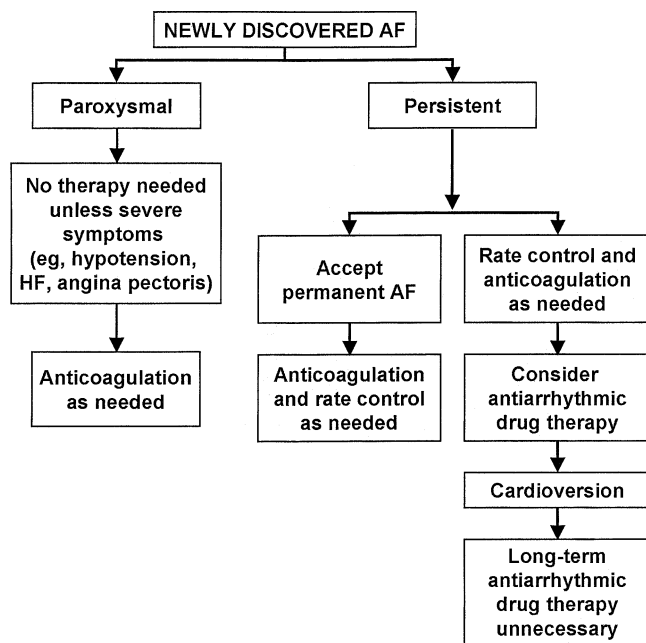 NEWLY DISCOVERED AF
Paroxysmal
Persistent
No therapy needed
unless severe
symptoms
(eg, hypotension,
HF, angina pectoris)
Anticoagulation
as needed
Accept
permanent AF
Anticoagulation
and rate control
as needed
Rate control and
anticoagulation
as needed
Consider
antiarrhythmic
drug therapy
Cardioversion
Long-term
antiarrhythmic
drug therapy
unnecessary